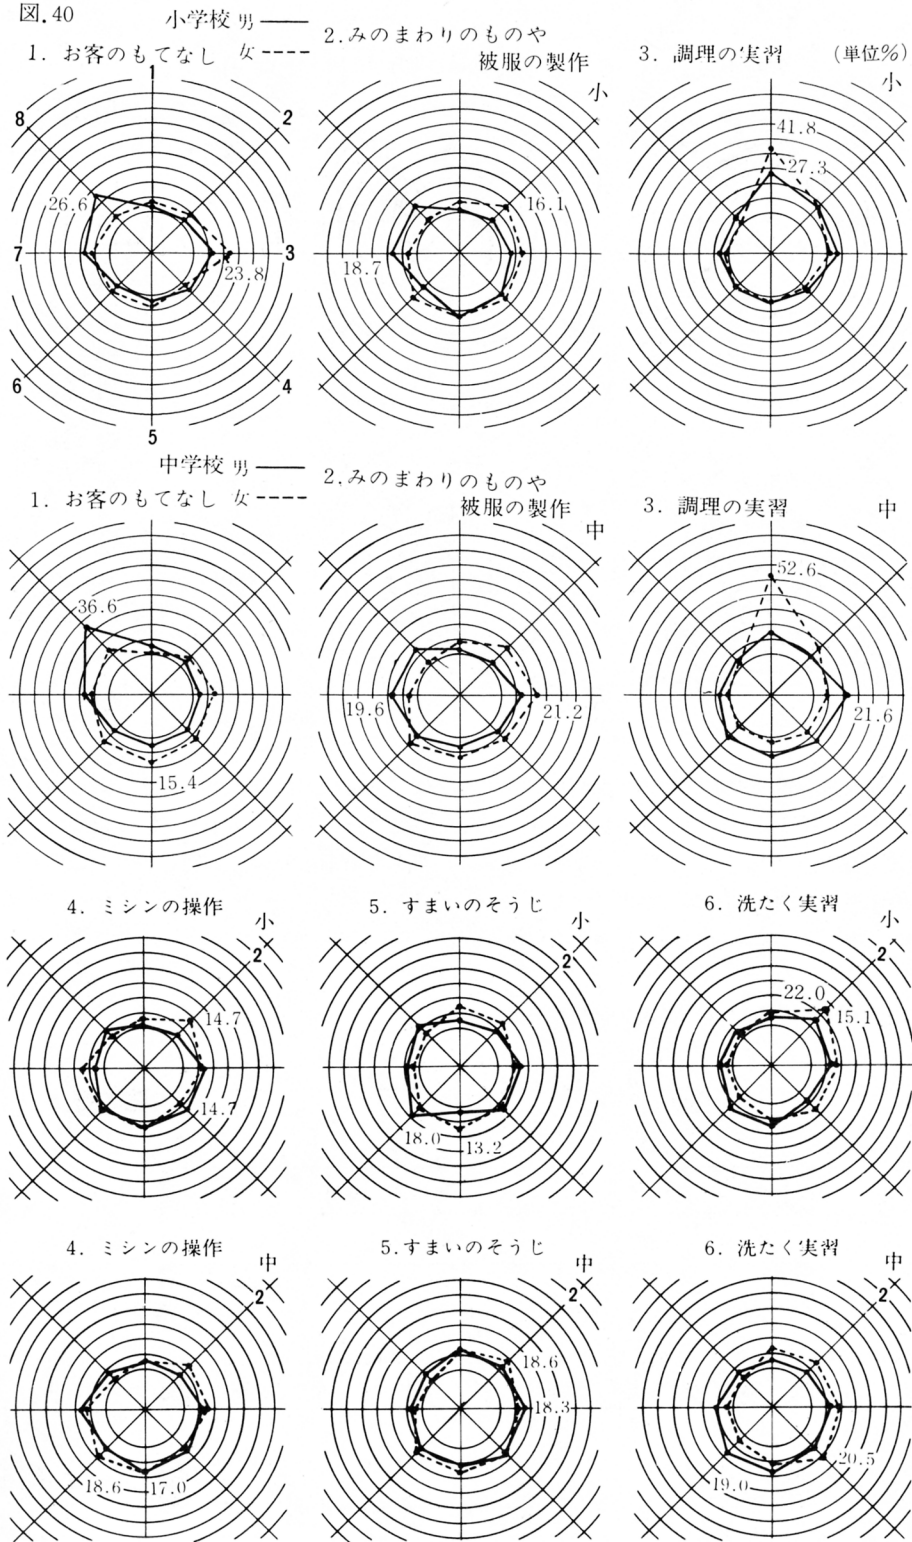 図.40
小学校 男
1. お客のもてなし 女
2.みのまわりのものや
被服の製作
小
3. 調理の実習 (単位%)
小
1
2
3
4
5
6
7
8
26.6
23.8
16.1
18.7
41.8
27.3
中学校 男
1. お客のもてなし 女
2.みのまわりのものや
被服の製作
中
3. 調理の実習 中
36.6
15.4
19.6
21.2
52.6
21.6
4. ミシンの操作
小
2
14.7
14.7
5. すまいのそうじ
2
18.0
13.2
6. 洗たく実習
小
2
22.0
15.1
4. ミシンの操作
中
2
18.6
17.0
5.すまいのそうじ
2
18.6
18.3
6. 洗たく実習
中
2
20.5
19.0